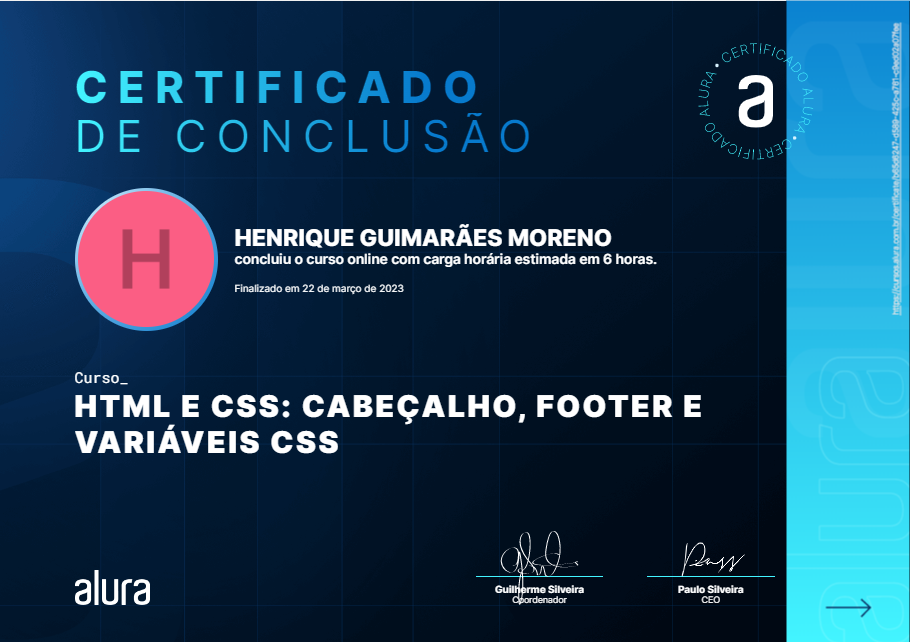 CERTIFICADO
DE CONCLUSÃO
CERTIFICADO ALURA • CERTIFICADO ALURA •
a
H
HENRIQUE GUIMARÃES MORENO
concluiu o curso online com carga horária estimada em 6 horas.
Finalizado em 22 de março de 2023
Curso_
HTML E CSS: CABEÇALHO, FOOTER E
VARIÁVEIS CSS
alura
Guilherme Silveira
Coordenador
Paulo Silveira
CEO
alura